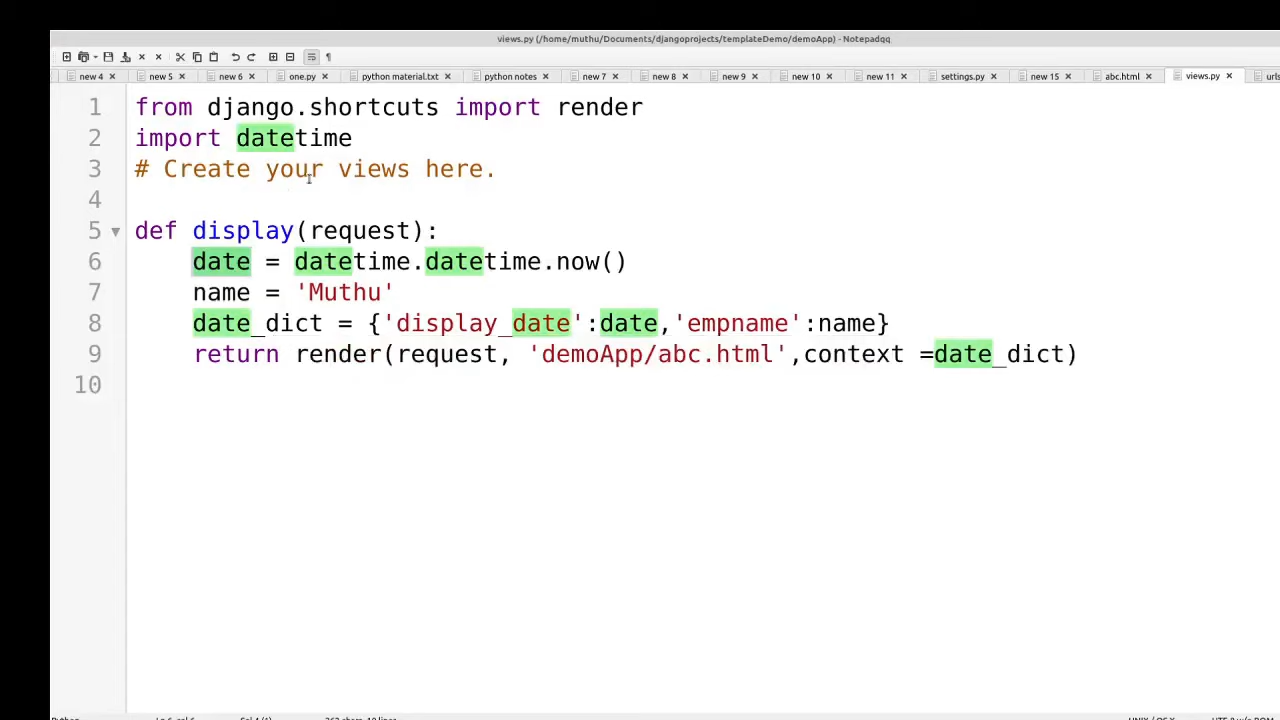 views.py (/home/muthu/Documents/djangoprojects/templateDemo/demoApp) - Notepadqq
new 4 new 5 new 6 one.py python material.txt python notes new 7 new 8 new 9 new 10 new 11 settings.py new 15 abc.html views.py urls
1 from django.shortcuts import render
2 import datetime
3 # Create your views here.
4
5 def display(request):
6 date = datetime.datetime.now()
7 name = 'Muthu'
8 date_dict = {'display_date':date,'empname':name}
9 return render(request, 'demoApp/abc.html',context =date_dict)
10